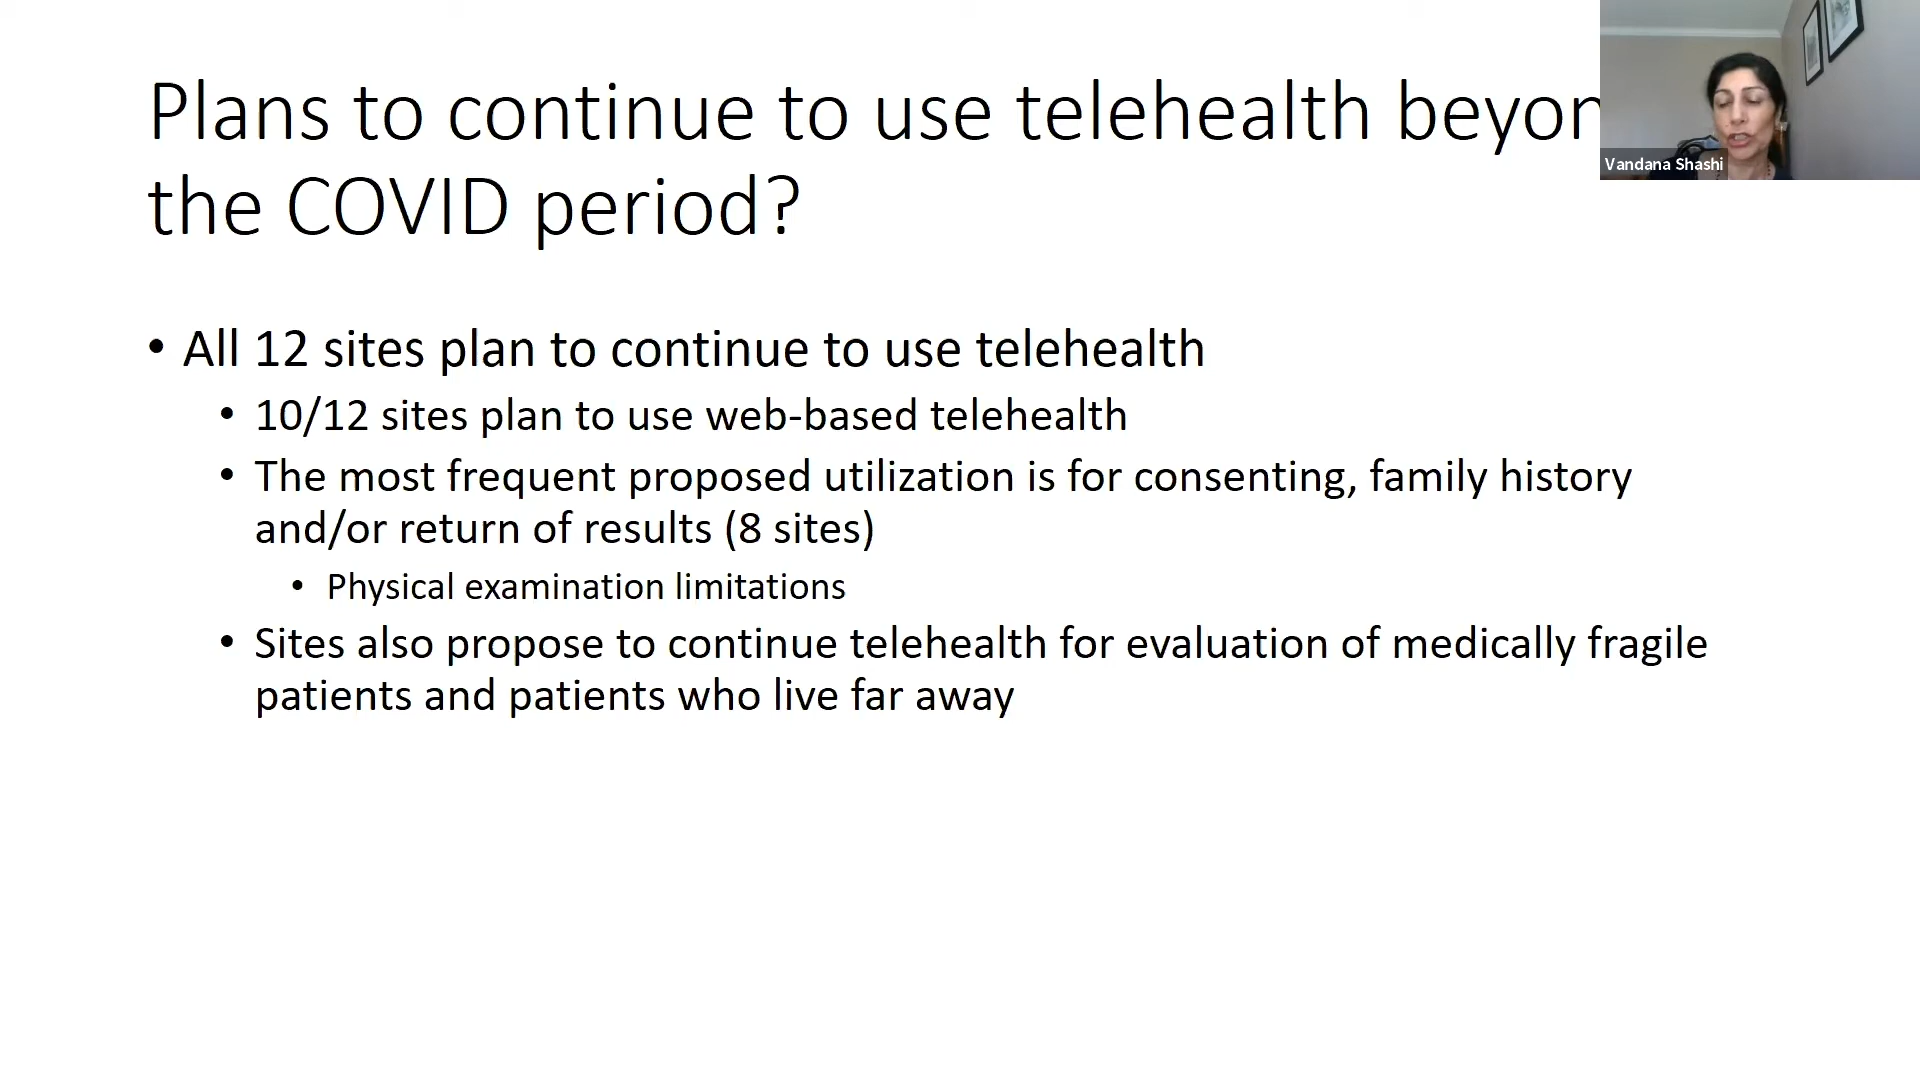 Plans to continue to use telehealth
the COVID period?
Vandana Shashi
• All 12 sites plan to continue to use telehealth
• 10/12 sites plan to use web-based telehealth
• The most frequent proposed utilization is for consenting, family history
and/or return of results (8 sites)
• Physical examination limitations
• Sites also propose to continue telehealth for evaluation of medically fragile
patients and patients who live far away